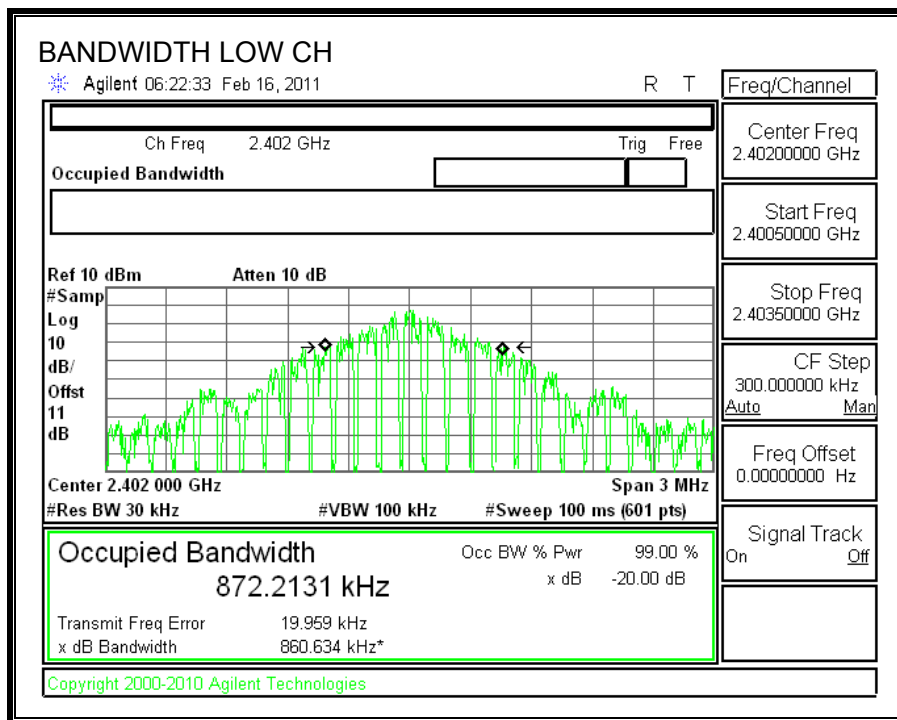 BANDWIDTH LOW CH
Agilent 06:22:33 Feb 16, 2011 R T
Freq/Channel
Ch Freq 2.402 GHz Trig Free
Occupied Bandwidth
Center Freq
2.40200000 GHz
Start Freq
2.40050000 GHz
Stop Freq
2.40350000 GHz
CF Step
300.000000 kHz
Auto Man
Freq Offset
0.00000000 Hz
Signal Track
On Off
Ref 10 dBm Atten 10 dB
#Samp
Log
10
dB/
Offst
11
dB
Center 2.402 000 GHz Span 3 MHz
#Res BW 30 kHz #VBW 100 kHz #Sweep 100 ms (601 pts)
Occupied Bandwidth Occ BW % Pwr 99.00 %
872.2131 kHz x dB -20.00 dB
Transmit Freq Error 19.959 kHz
x dB Bandwidth 860.634 kHz*
Copyright 2000-2010 Agilent Technologies